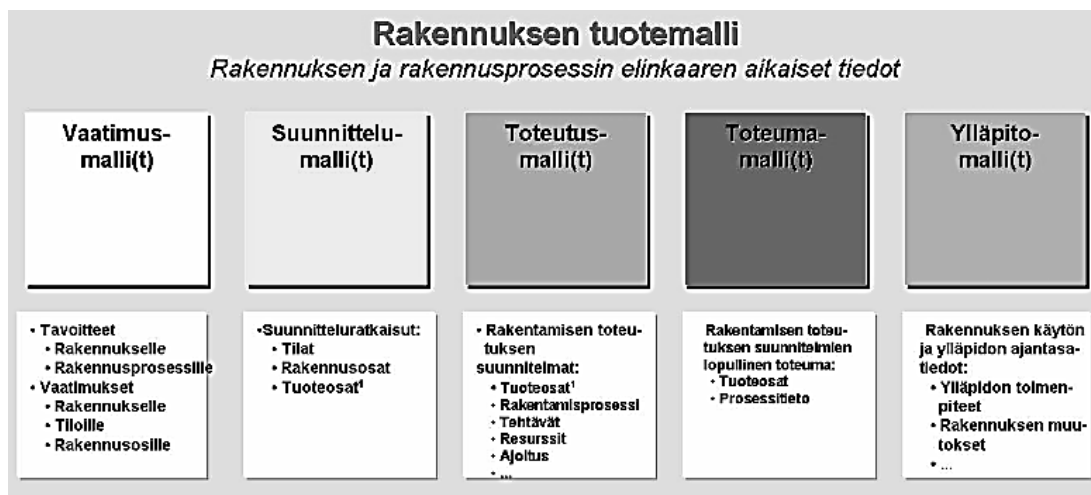 Rakennuksen tuotemalli
Rakennuksen ja rakennusprosessin elinkaaren aikaiset tiedot
Vaatimus-
malli(t)
Suunnittelu-
malli(t)
Toteutus-
malli(t)
Toteuma-
malli(t)
Ylläpito-
malli(t)
• Tavoitteet
• Rakennukselle
• Rakennusprosessille
• Vaatimukset
• Rakennukselle
• Tiloille
• Rakennusosille
•Suunnitteluratkaisut:
• Tilat
• Rakennusosat
• Tuoteosat¹
• Rakentamisen toteu-
tuksen
suunnitelmat:
• Tuoteosat¹
• Rakentamisprosessi
• Tehtävät
• Resurssit
• Ajoitus
• ...
Rakentamisen toteu-
tuksen suunnitelmien
lopullinen toteuma:
• Tuoteosat
• Prosessitieto
Rakennuksen käytön
ja ylläpidon ajantasa-
tiedot:
• Ylläpidon toimen-
piteet
• Rakennuksen muu-
tokset
• ...